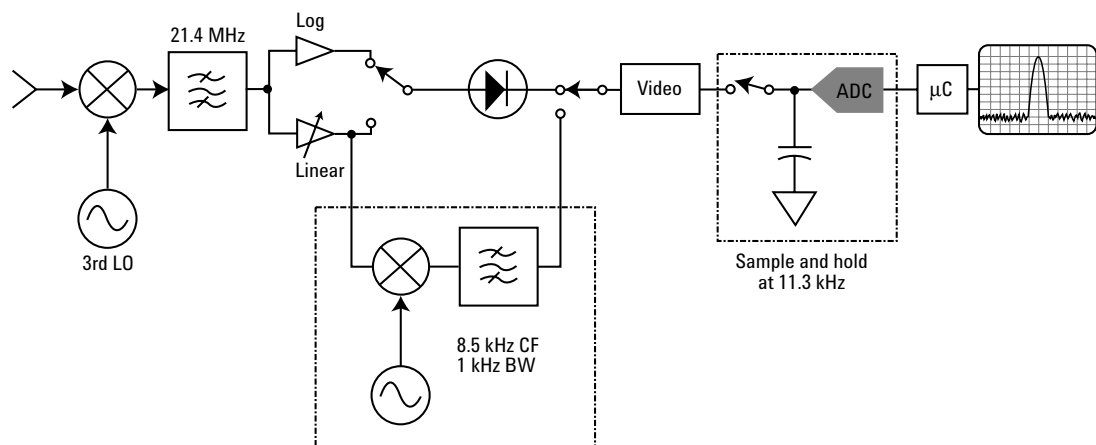 Log
21.4 MHz
Linear
3rd LO
Video
ADC
μC
Sample and hold
at 11.3 kHz
8.5 kHz CF
1 kHz BW